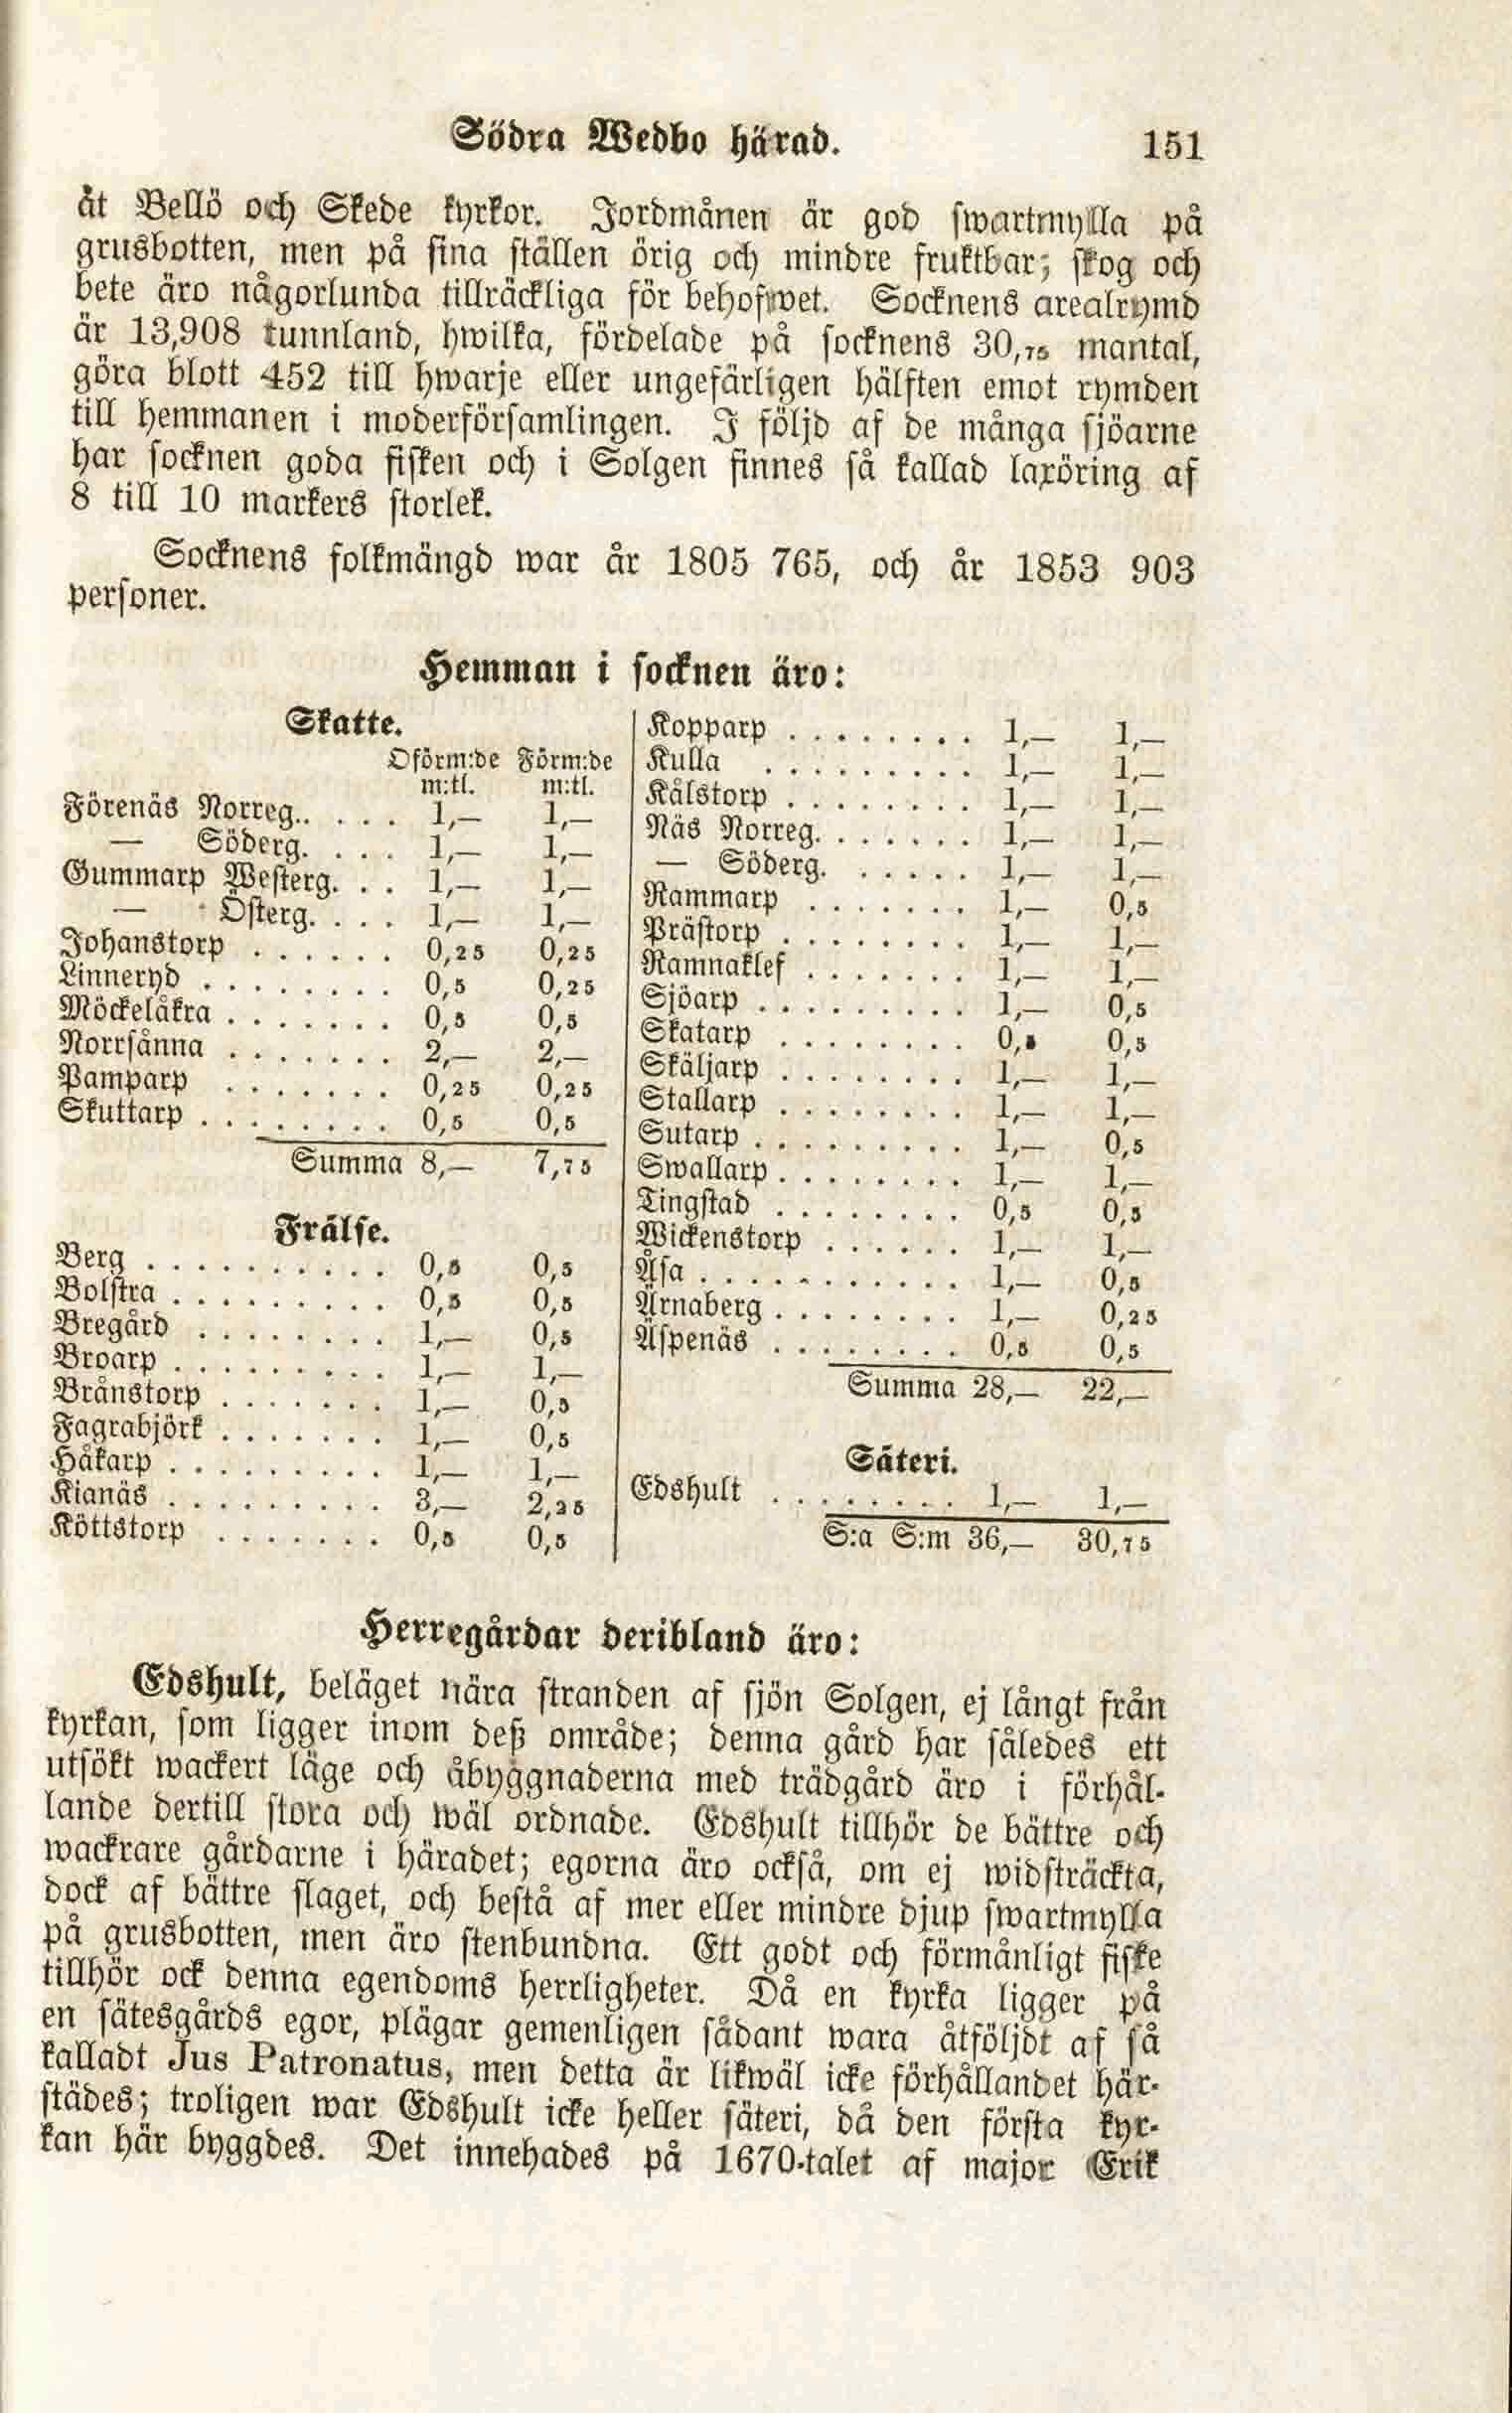 Södra Wedbo härad. 151
åt Bellö och Skede kyrkor. Jordmånen är god swartmylla på
grusbotten, men på sina ställen örig och mindre fruktbar; skog och
bete äro någorlunda tillräckliga för behofwet. Socknens arealrymd
är 13,908 tunnland, hwilka, fördelade på socknens 30,75 mantal,
göra blott 452 till hwarje eller ungefärligen hälften emot rymden
till hemmanen i moderförsamlingen. I följd af de många sjöarne
har socknen goda fisken och i Solgen finnes så kallad laxöring af
8 till 10 markers storlek.
Socknens folkmängd war år 1805 765, och år 1853 903
personer.
Hemman i socknen äro:
Skatte.
Oförm:de Förm:de
m:tl. m:tl.
Förenäs Norreg.. . . . 1,— 1,—
— Söderg. . . . . 1,— 1,—
Gummarp Westerg. . . 1,— 1,—
— Österg. . . . . 1,— 1,—
Johanstorp . . . . . . 0,25 0,25
Linneryd . . . . . . . . 0,5 0,25
Möckelåkra . . . . . . . 0,5 0,5
Norrsånna . . . . . . . 2,— 2,—
Pamparp . . . . . . . 0,25 0,25
Skuttarp . . . . . . . . 0,5 0,5
Summa 8,— 7,75
Frälse.
Berg . . . . . . . . . . 0,5 0,5
Bolstra . . . . . . . . . 0,5 0,5
Bregård . . . . . . . . 1,— 0,5
Broarp . . . . . . . . . 1,— 1,—
Brånstorp . . . . . . . 1,— 0,5
Fagrabjörk . . . . . . . 1,— 0,5
Håkarp . . . . . . . . . 1,— 1,—
Kianäs . . . . . . . . . 3,— 2,25
Köttstorp . . . . . . . 0,5 0,5
Kopparp . . . . . . . . 1,— 1,—
Kulla . . . . . . . . . 1,— 1,—
Kålstorp . . . . . . . . 1,— 1,—
Näs Norreg. . . . . . . 1,— 1,—
— Söderg. . . . . . 1,— 1,—
Rammarp . . . . . . . 1,— 0,5
Prästorp . . . . . . . . 1,— 1,—
Ramnaklef . . . . . . . 1,— 1,—
Sjöarp . . . . . . . . . 1,— 0,5
Skatarp . . . . . . . . 0,5 0,5
Skäljarp . . . . . . . . 1,— 1,—
Stallarp . . . . . . . . 1,— 1,—
Sutarp . . . . . . . . . 1,— 0,5
Swallarp . . . . . . . . 1,— 1,—
Tingstad . . . . . . . . 0,5 0,5
Wickenstorp . . . . . . 1,— 1,—
Åsa . . . . . . . . . . . 1,— 0,5
Ärnaberg . . . . . . . . 1,— 0,25
Äspenäs . . . . . . . . 0,5 0,5
Summa 28,— 22,—
Säteri.
Edshult . . . . . . . . 1,— 1,—
S:a S:m 36,— 30,75
Herregårdar deribland äro:
Edshult, beläget nära stranden af sjön Solgen, ej långt från
kyrkan, som ligger inom deß område; denna gård har således ett
utsökt wackert läge och åbyggnaderna med trädgård äro i förhål-
lande dertill stora och wäl ordnade. Edshult tillhör de bättre och
wackrare gårdarne i häradet; egorna äro också, om ej widsträckta,
dock af bättre slaget, och bestå af mer eller mindre djup swartmylla
på grusbotten, men äro stenbundna. Ett godt och förmånligt fiske
tillhör ock denna egendoms herrligheter. Då en kyrka ligger på
en sätesgårds egor, plägar gemenligen sådant wara åtföljdt af så
kalladt Jus Patronatus, men detta är likwäl icke förhållandet här-
städes; troligen war Edshult icke heller säteri, då den första kyr-
kan här byggdes. Det innehades på 1670-talet af major Erik